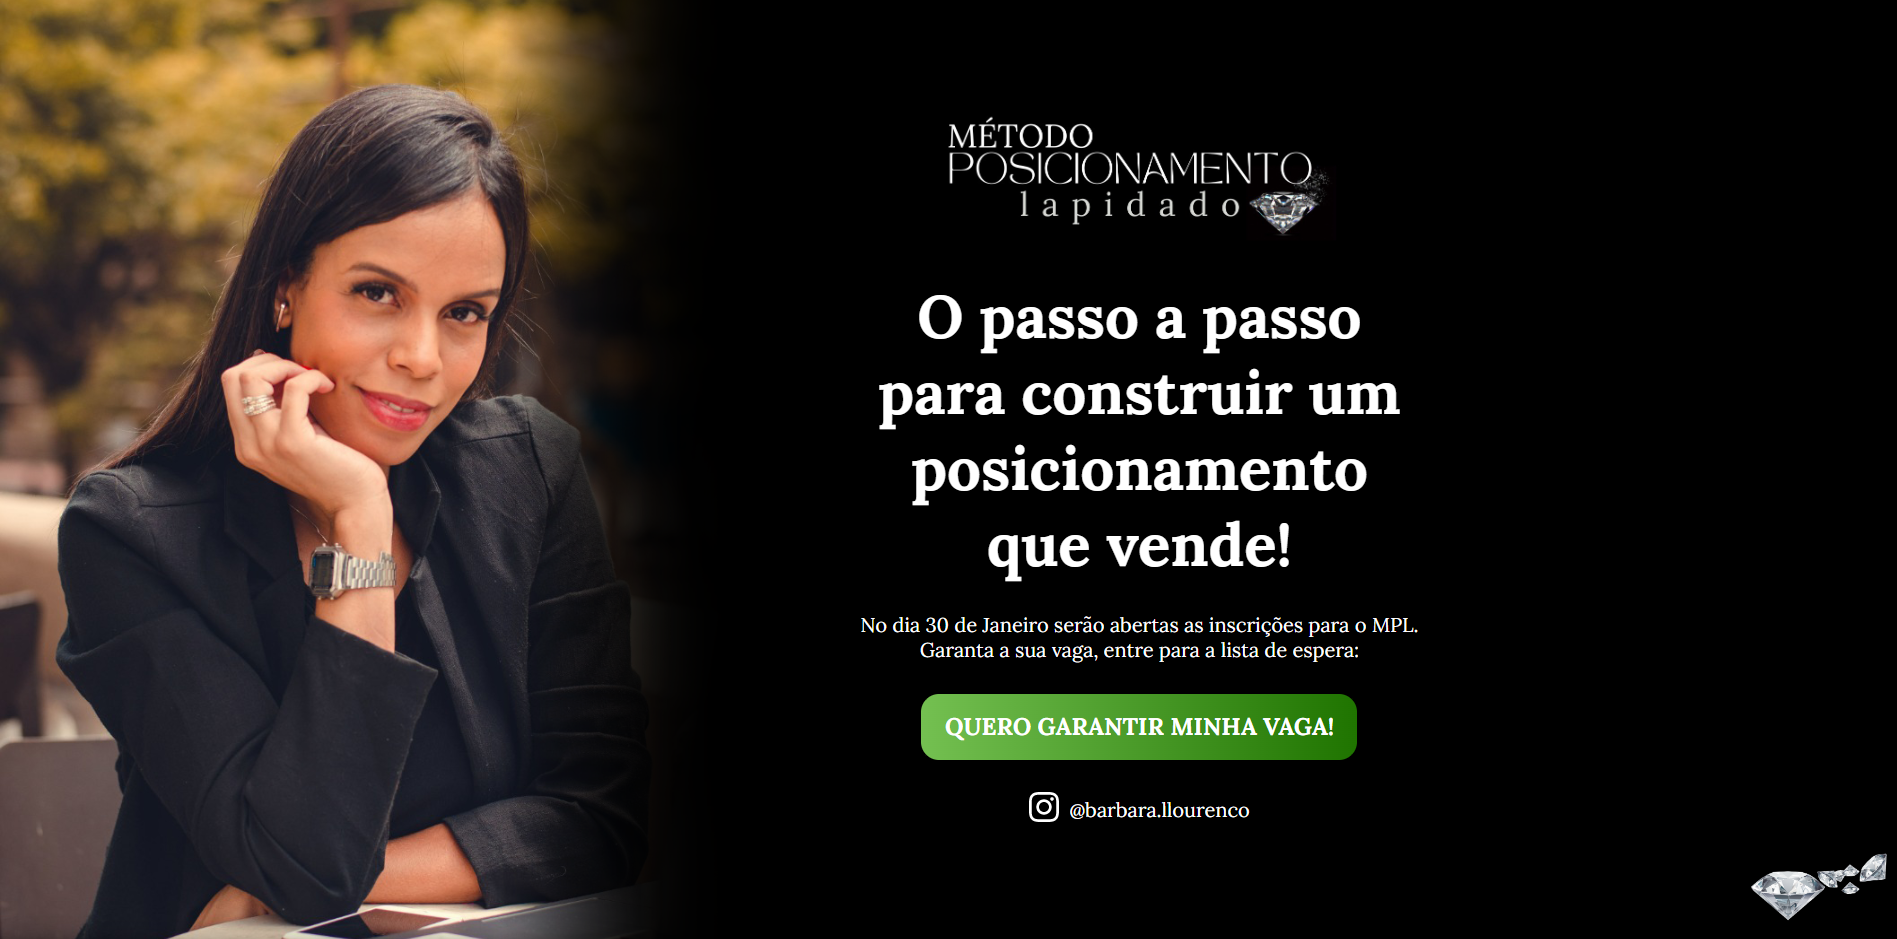 MÉTODO
POSICIONAMENTO
lapidado
O passo a passo
para construir um
posicionamento
que vende!
No dia 30 de Janeiro serão abertas as inscrições para o MPL.
Garanta a sua vaga, entre para a lista de espera:
QUERO GARANTIR MINHA VAGA!
@barbara.llourenco